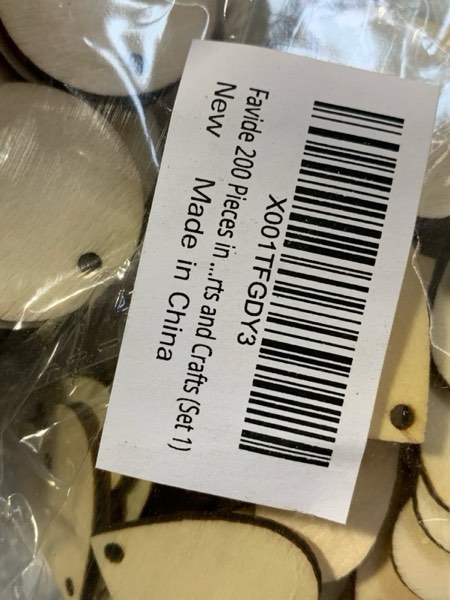 X001TFGDY3
Favide 200 Pieces in ...rts and Crafts (Set 1)
New
Made in China